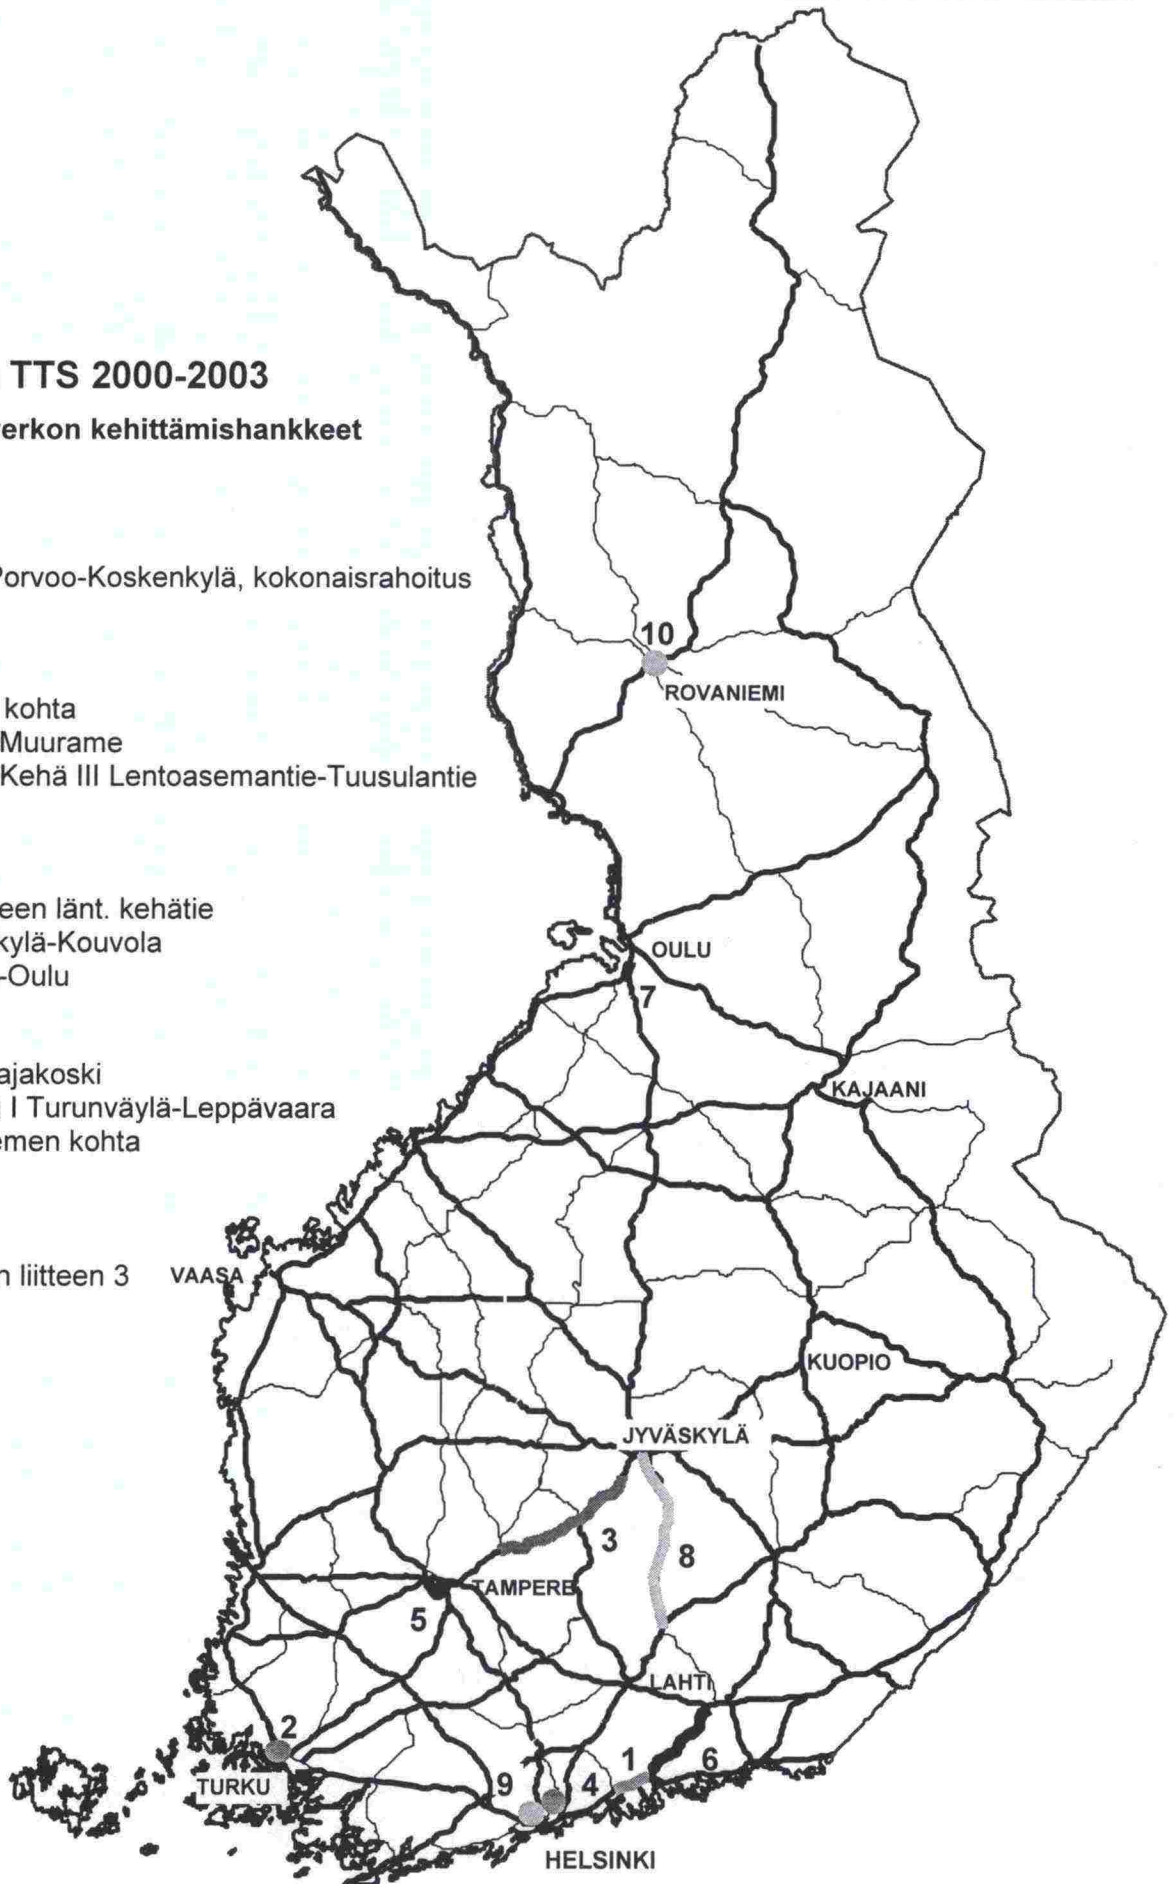 TTS 2000-2003
verkon kehittämishankkeet
Porvoo-Koskenkylä, kokonaisrahoitus
kohta
Muurame
Kehä III Lentoasemantie-Tuusulantie
een länt. kehätie
kylä-Kouvola
-Oulu
ajakoski
I Turunväylä-Leppävaara
emen kohta
n liitteen 3
10
ROVANIEMI
OULU
7
KAJAANI
VAASA
KUOPIO
JYVÄSKYLÄ
3
8
TAMPERE
5
LAHTI
2
1
6
9
4
TURKU
HELSINKI